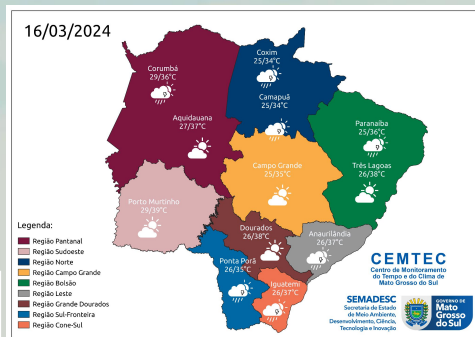 16/03/2024
Corumbá
29/36°C
Coxim
25/34°C
Camapuã
25/34°C
Aquidauana
27/37°C
Paranaíba
25/36°C
Três Lagoas
26/38°C
Campo Grande
25/35°C
Porto Murtinho
29/39°C
Dourados
26/38°C
Anaurilândia
26/37°C
Ponta Porã
26/35°C
Iguatemi
26/37°C
Legenda:
Região Pantanal
Região Sudoeste
Região Norte
Região Campo Grande
Região Bolsão
Região Leste
Região Grande Dourados
Região Sul-Fronteira
Região Cone-Sul
CEMTEC
Centro de Monitoramento
do Tempo e do Clima de
Mato Grosso do Sul
SEMADESC
Secretaria de Estado
de Meio Ambiente,
Desenvolvimento, Ciência,
Tecnologia e Inovação
GOVERNO DE
Mato
Grosso
do Sul